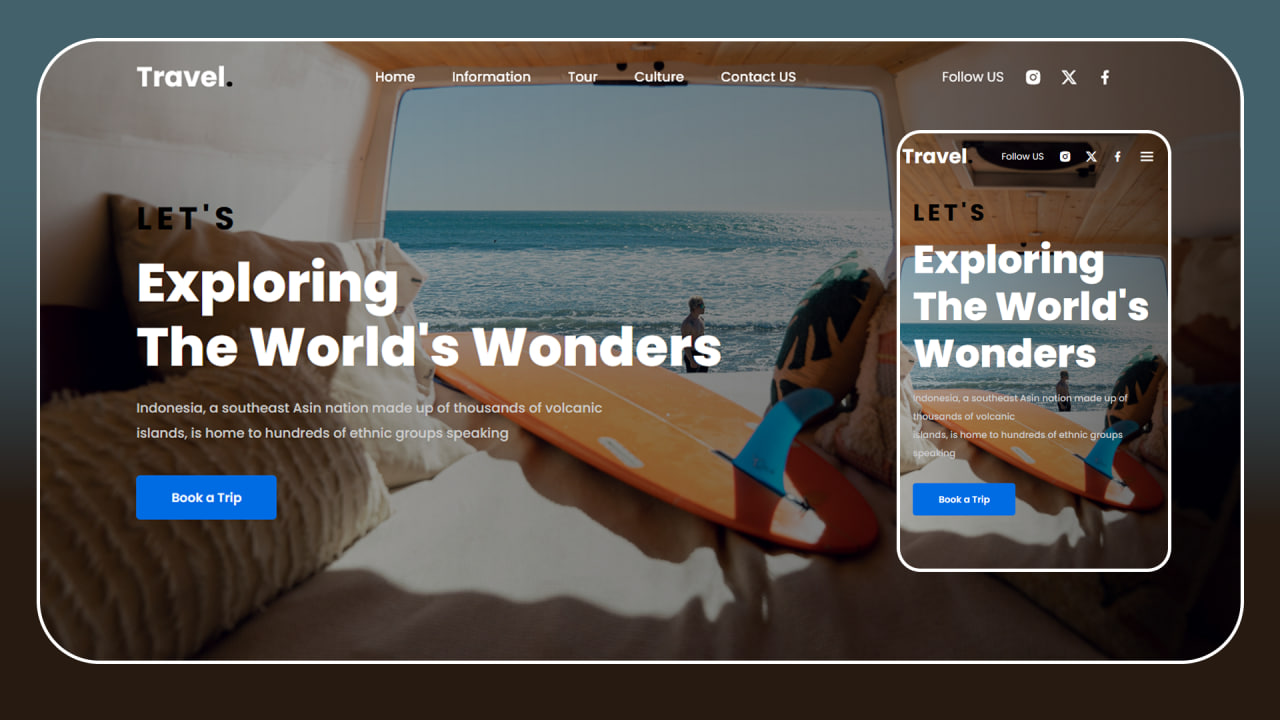 Travel.
Home Information Tour Culture Contact US
Follow US
LET'S
Exploring
The World's Wonders
Indonesia, a southeast Asin nation made up of thousands of volcanic
islands, is home to hundreds of ethnic groups speaking
Book a Trip
Travel.
Follow US
LET'S
Exploring
The World's
Wonders
Indonesia, a southeast Asin nation made up of
thousands of volcanic
islands, is home to hundreds of ethnic groups
speaking
Book a Trip